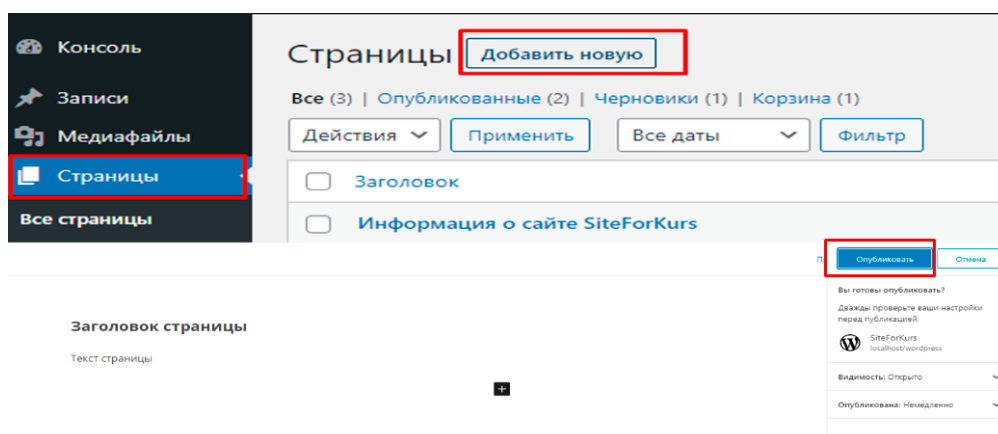 Консоль
Записи
Медиафайлы
Страницы
Все страницы
Страницы Добавить новую
Все (3) | Опубликованные (2) | Черновики (1) | Корзина (1)
Действия Применить Все даты Фильтр
Заголовок
Информация о сайте SiteForKurs
Опубликовать Отмена
Заголовок страницы
Текст страницы
Вы готовы опубликовать?
Дважды проверьте ваши настройки
перед публикацией.
SiteForKurs
localhost/wordpress
Видимость: Открыто
Опубликована: Немедленно